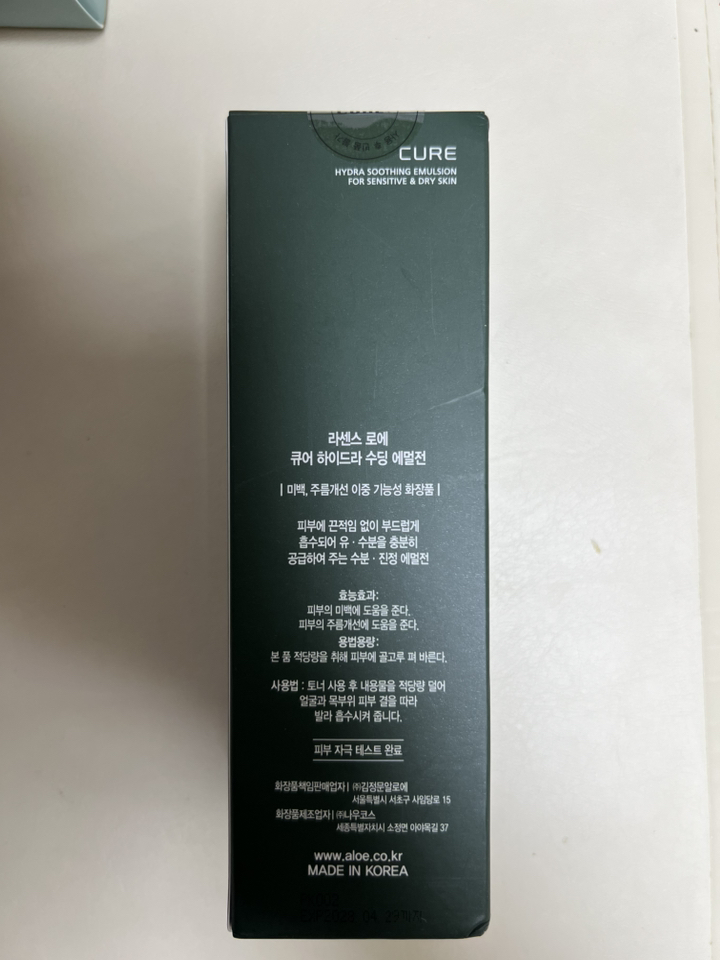 CURE
HYDRA SOOTHING EMULSION
FOR SENSITIVE & DRY SKIN
라센스 로에
큐어 하이드라 수딩 에멀전
| 미백, 주름개선 이중 기능성 화장품 |
피부에 끈적임 없이 부드럽게
흡수되어 유 · 수분을 충분히
공급하여 주는 수분 · 진정 에멀전
효능효과:
피부의 미백에 도움을 준다.
피부의 주름개선에 도움을 준다.
용법용량:
본 품 적당량을 취해 피부에 골고루 펴 바른다.
사용법 : 토너 사용 후 내용물을 적당량 덜어
얼굴과 목부위 피부 결을 따라
발라 흡수시켜 줍니다.
피부 자극 테스트 완료
화장품책임판매업자 | ㈜김정문알로에
서울특별시 서초구 사임당로 15
화장품제조업자 | ㈜나우코스
세종특별자치시 소정면 아야목길 37
www.aloe.co.kr
MADE IN KOREA
04